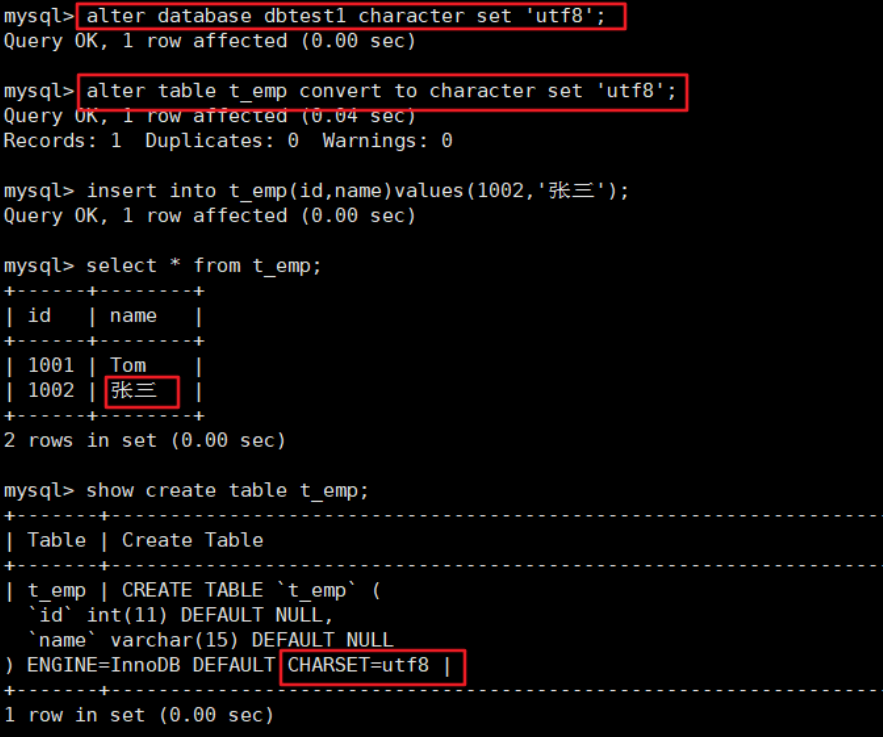 mysql> alter database dbtest1 character set 'utf8';
Query OK, 1 row affected (0.00 sec)
mysql> alter table t_emp convert to character set 'utf8';
Query OK, 1 row affected (0.04 sec)
Records: 1  Duplicates: 0  Warnings: 0
mysql> insert into t_emp(id,name)values(1002,'张三');
Query OK, 1 row affected (0.00 sec)
mysql> select * from t_emp;
+------+--------+
| id   | name   |
+------+--------+
| 1001 | Tom    |
| 1002 | 张三   |
+------+--------+
2 rows in set (0.00 sec)
mysql> show create table t_emp;
+-------+------------------------------------------------------------------
| Table | Create Table
+-------+------------------------------------------------------------------
| t_emp | CREATE TABLE `t_emp` (
  `id` int(11) DEFAULT NULL,
  `name` varchar(15) DEFAULT NULL
) ENGINE=InnoDB DEFAULT CHARSET=utf8 |
+-------+------------------------------------------------------------------
1 row in set (0.00 sec)